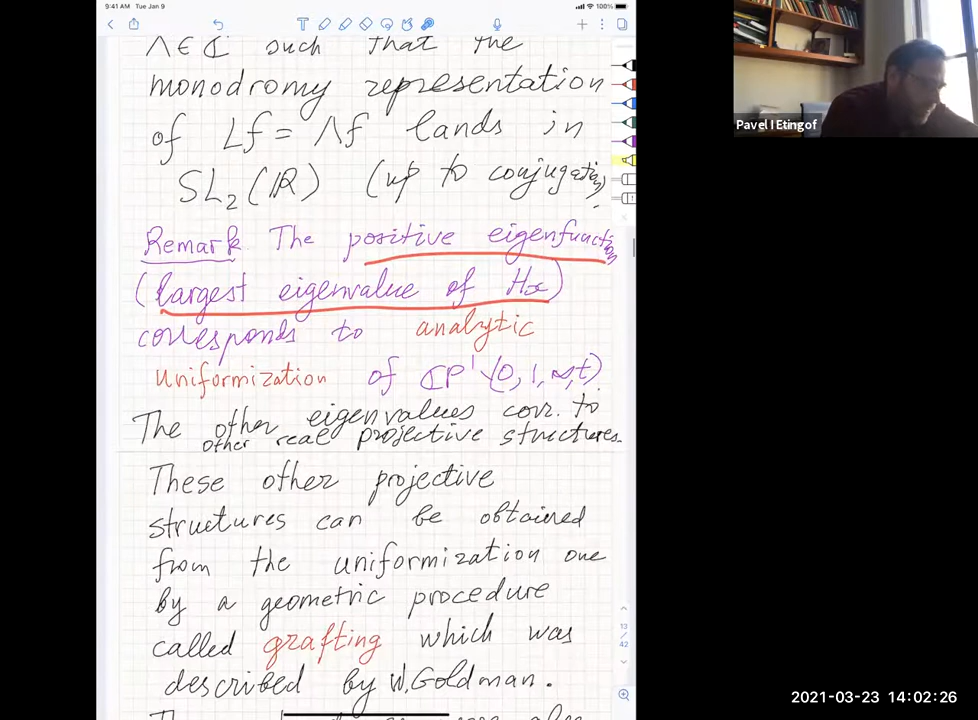 9:41 AM Tue Jan 9
100%
Λ ∈ ℂ such that the
monodromy representation
of Lf = Λf lands in
SL₂(ℝ) (up to conjugation)
Remark. The positive eigenfunction
(largest eigenvalue of Hₓ)
corresponds to analytic
uniformization of ℂP¹\{0,1,∞,t}
The other eigenvalues corr. to
other real projective structures.
These other projective
structures can be obtained
from the uniformization one
by a geometric procedure
called grafting which was
described by W. Goldman.
13
42
Pavel I Etingof
2021-03-23 14:02:26